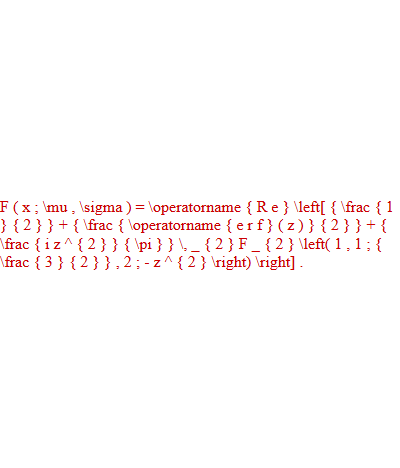 F ( x ; \mu , \sigma ) = \operatorname { R e } \left[ { \frac { 1
} { 2 } } + { \frac { \operatorname { e r f } ( z ) } { 2 } } + {
\frac { i z ^ { 2 } } { \pi } } \, _ { 2 } F _ { 2 } \left( 1 , 1 ; {
\frac { 3 } { 2 } } , 2 ; - z ^ { 2 } \right) \right] .